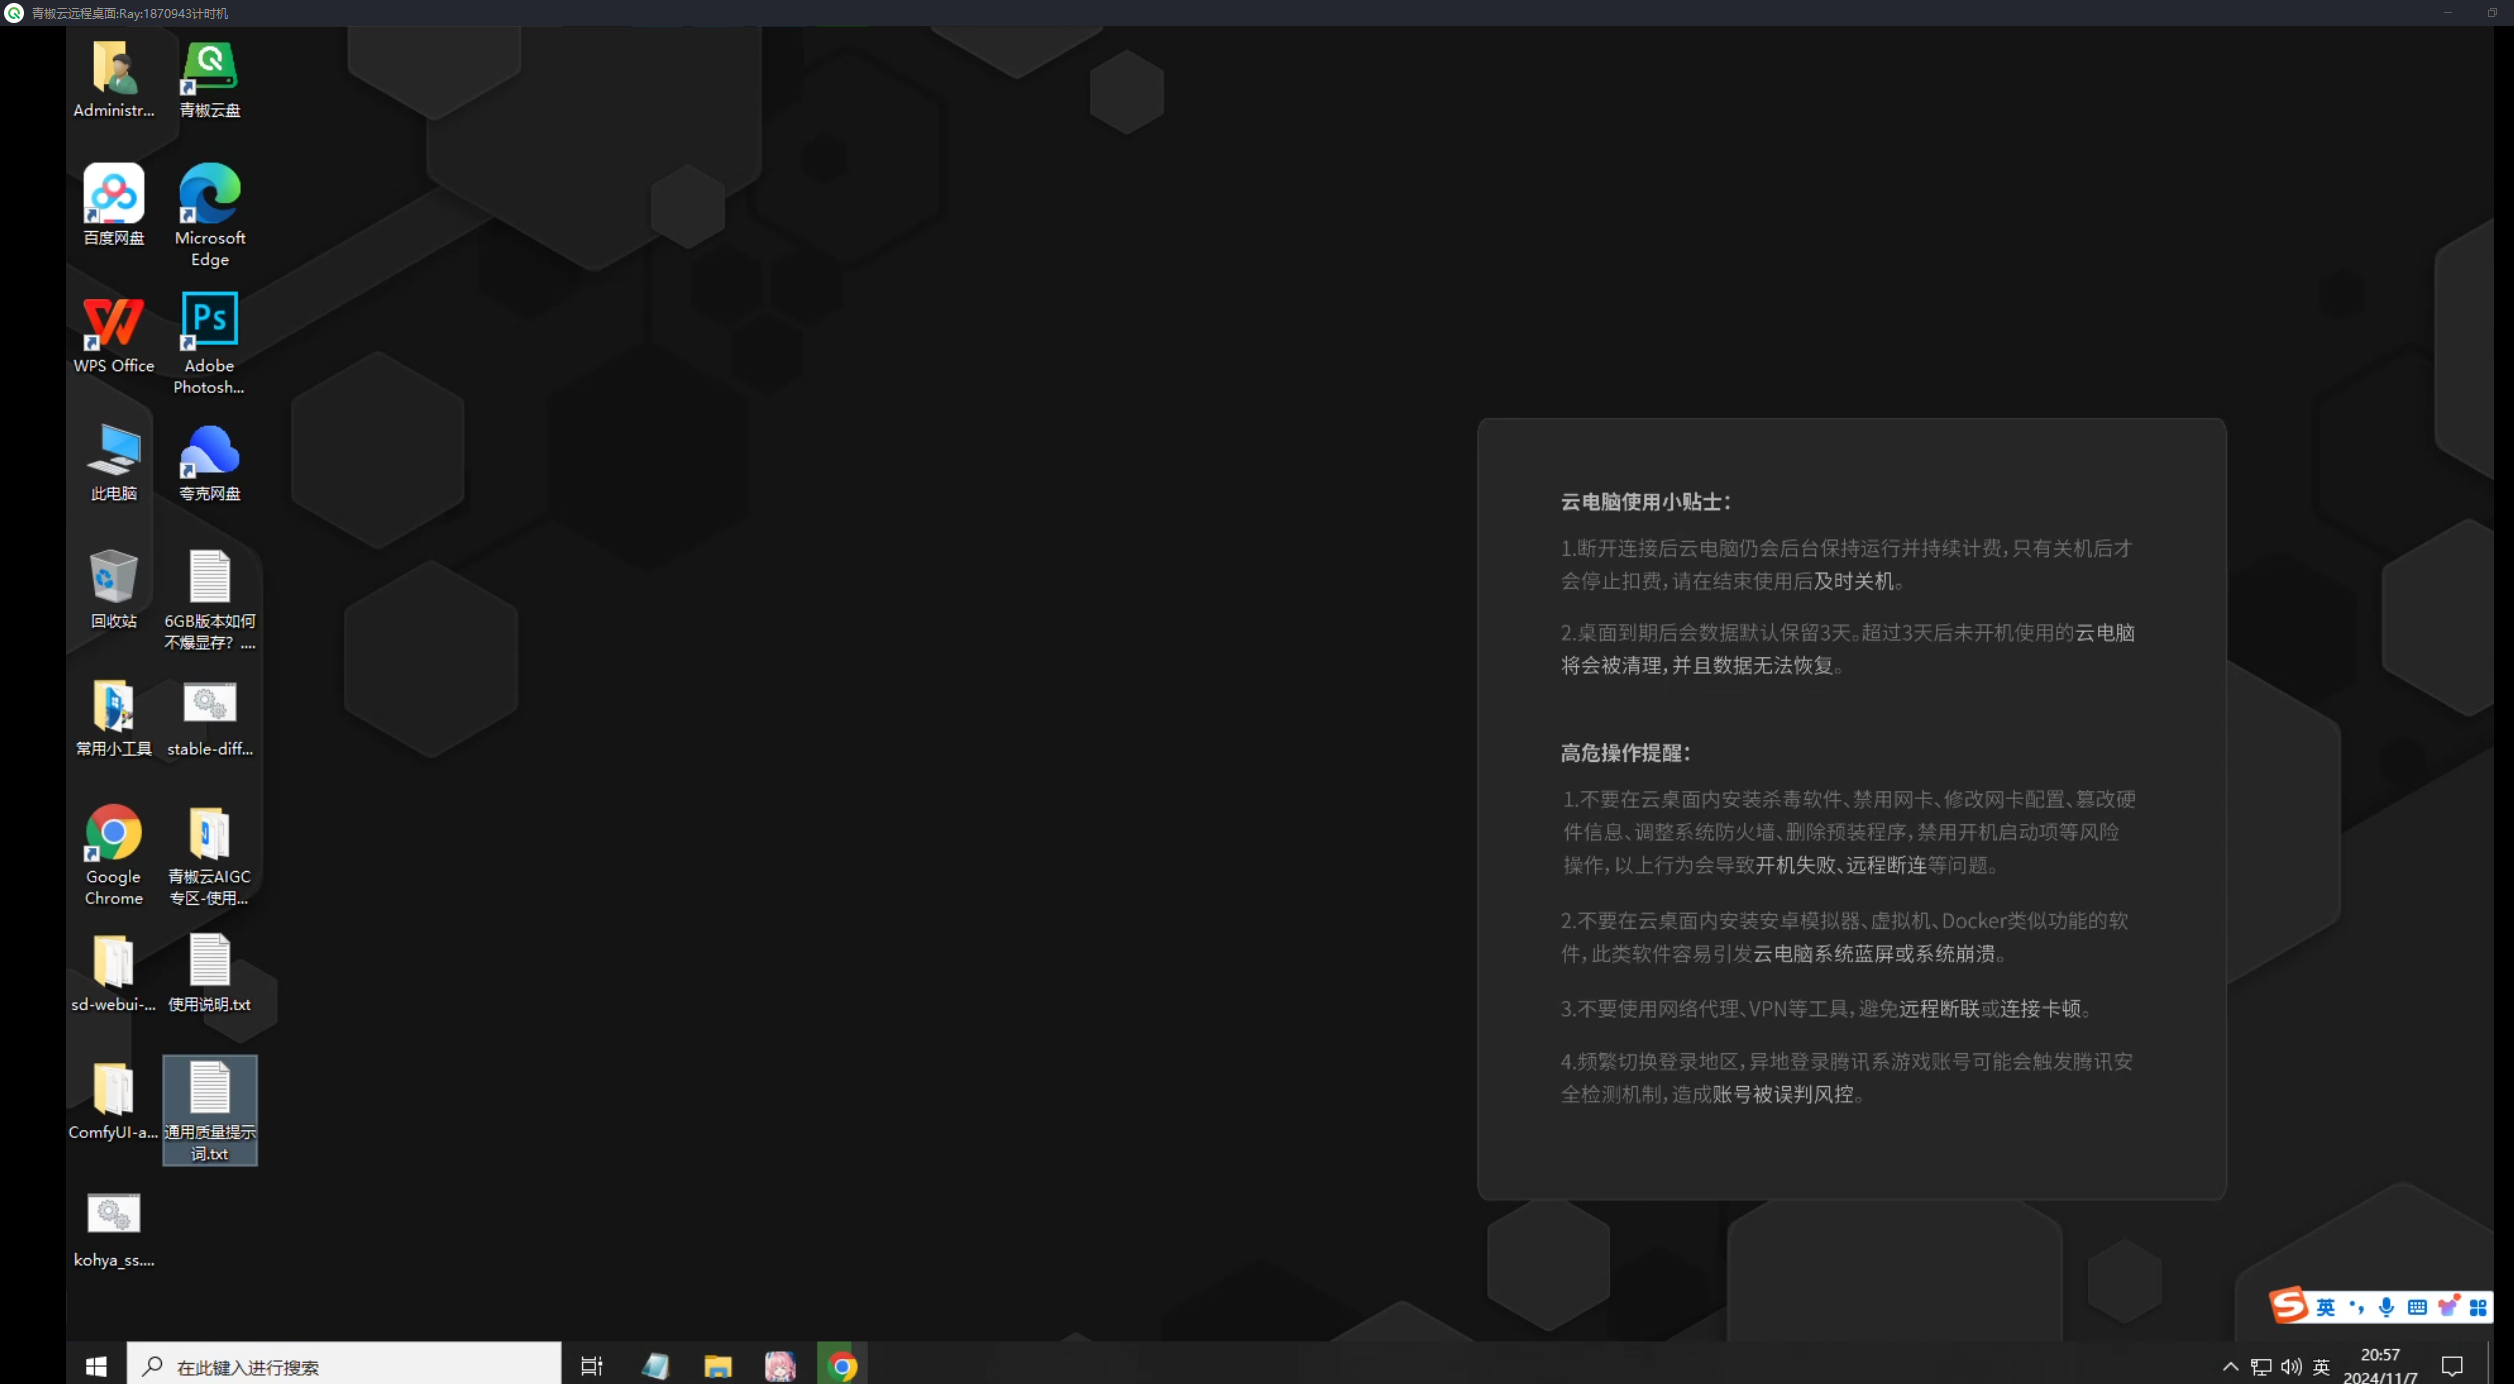 青椒云远程桌面:Ray:1870943计时机
Administr...
青椒云盘
百度网盘
Microsoft
Edge
WPS Office
Ps
Adobe
Photosh...
此电脑
夸克网盘
回收站
6GB版本如何
不爆显存？....
常用小工具
stable-diff...
Google
Chrome
青椒云AIGC
专区-使用...
sd-webui-...
使用说明.txt
ComfyUI-a...
通用质量提示
词.txt
kohya_ss....
云电脑使用小贴士：
1.断开连接后云电脑仍会后台保持运行并持续计费，只有关机后才
会停止扣费，请在结束使用后及时关机。
2.桌面到期后会数据默认保留3天。超过3天后未开机使用的云电脑
将会被清理，并且数据无法恢复。
高危操作提醒：
1.不要在云桌面内安装杀毒软件、禁用网卡、修改网卡配置、篡改硬
件信息、调整系统防火墙、删除预装程序，禁用开机启动项等风险
操作，以上行为会导致开机失败、远程断连等问题。
2.不要在云桌面内安装安卓模拟器、虚拟机、Docker类似功能的软
件，此类软件容易引发云电脑系统蓝屏或系统崩溃。
3.不要使用网络代理、VPN等工具，避免远程断联或连接卡顿。
4.频繁切换登录地区，异地登录腾讯系游戏账号可能会触发腾讯安
全检测机制，造成账号被误判风控。
英
在此键入进行搜索
英
20:57
2024/11/7